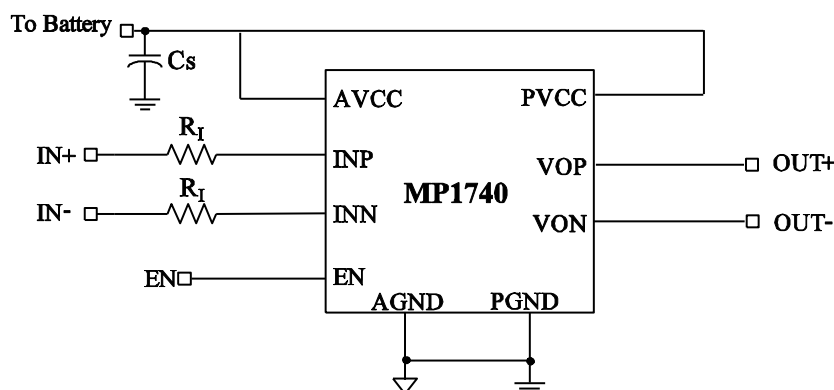 To Battery
Cs
AVCC
PVCC
IN+
RI
INP
VOP
OUT+
MP1740
IN-
RI
INN
VON
OUT-
EN
EN
AGND
PGND